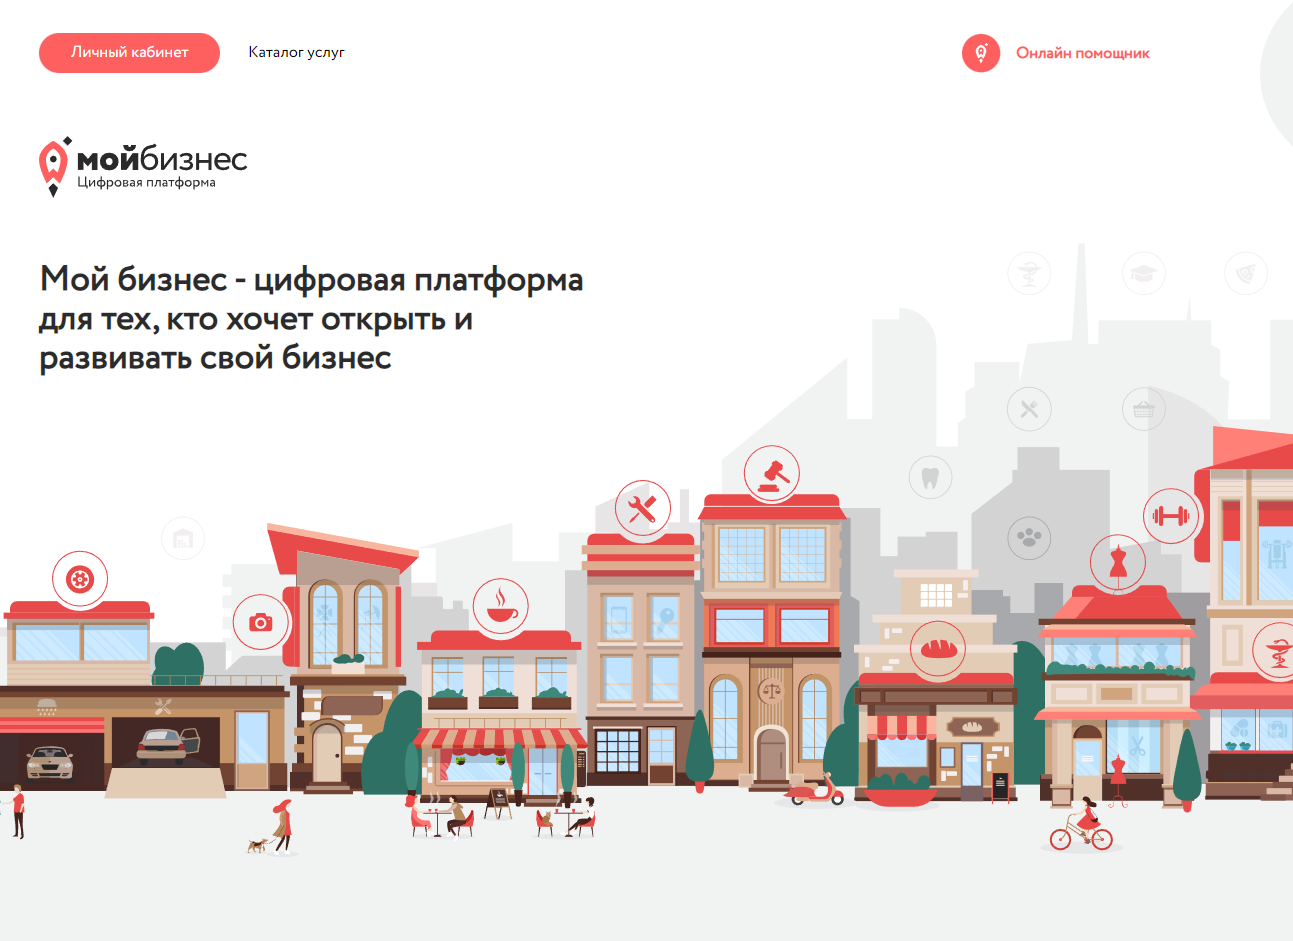 Личный кабинет
Каталог услуг
Онлайн помощник
мойбизнес
Цифровая платформа
Мой бизнес - цифровая платформа
для тех, кто хочет открыть и
развивать свой бизнес